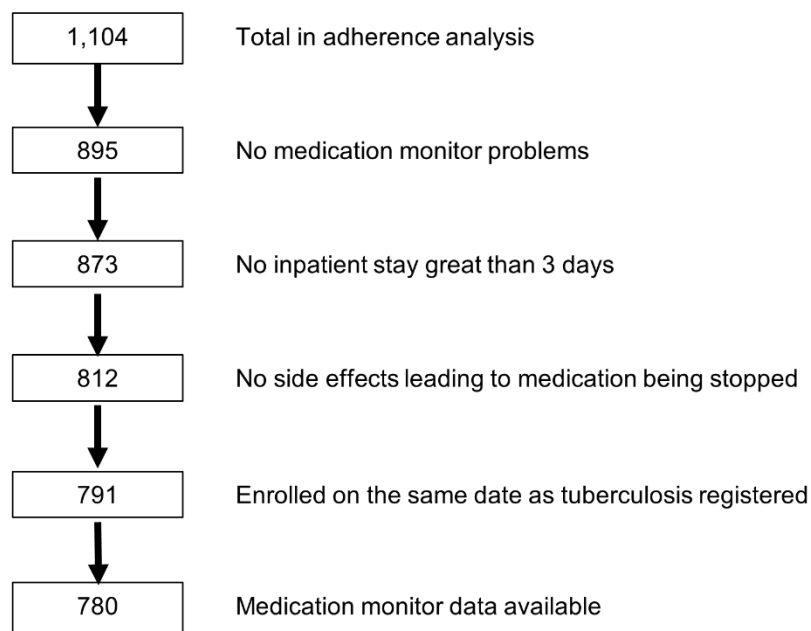 1,104 Total in adherence analysis
895 No medication monitor problems
873 No inpatient stay great than 3 days
812 No side effects leading to medication being stopped
791 Enrolled on the same date as tuberculosis registered
780 Medication monitor data available